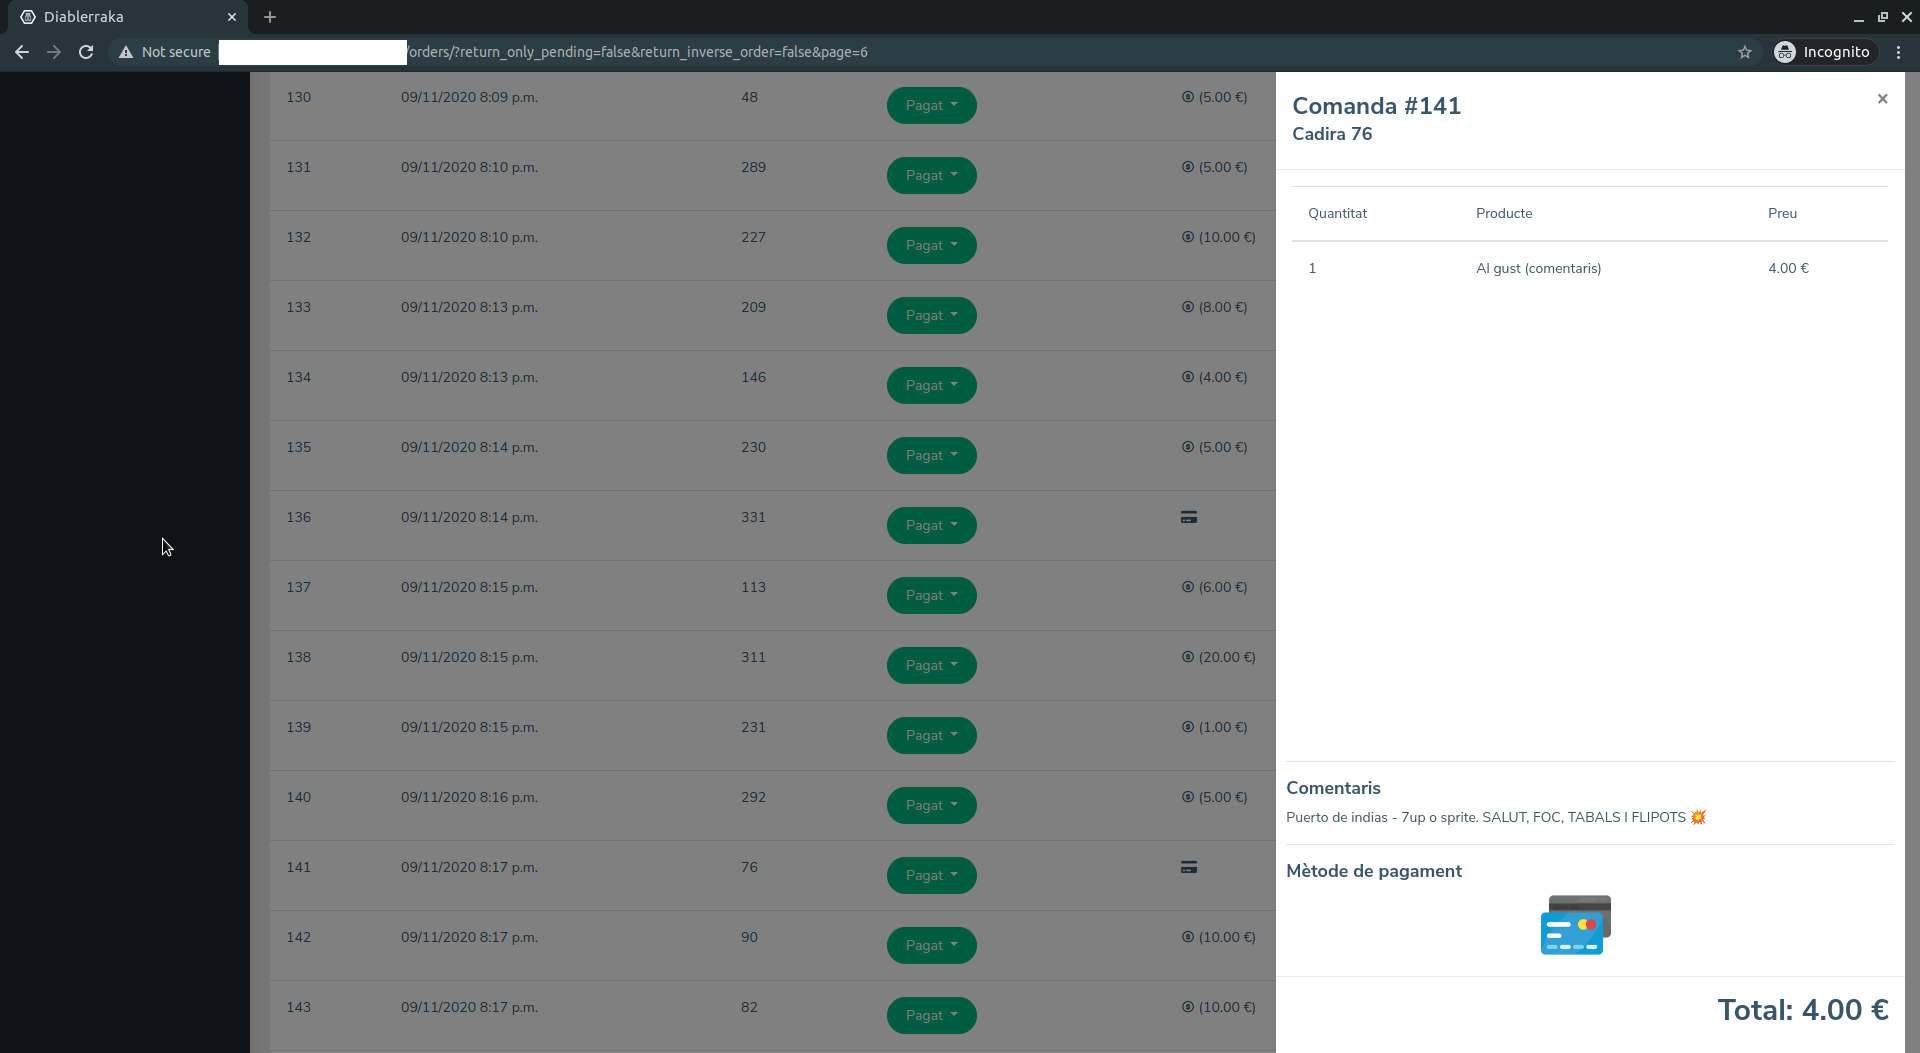 Diablerraka
Not secure /orders/?return_only_pending=false&return_inverse_order=false&page=6 Incognito
130 09/11/2020 8:09 p.m. 48 Pagat (5.00 €)
131 09/11/2020 8:10 p.m. 289 Pagat (5.00 €)
132 09/11/2020 8:10 p.m. 227 Pagat (10.00 €)
133 09/11/2020 8:13 p.m. 209 Pagat (8.00 €)
134 09/11/2020 8:13 p.m. 146 Pagat (4.00 €)
135 09/11/2020 8:14 p.m. 230 Pagat (5.00 €)
136 09/11/2020 8:14 p.m. 331 Pagat
137 09/11/2020 8:15 p.m. 113 Pagat (6.00 €)
138 09/11/2020 8:15 p.m. 311 Pagat (20.00 €)
139 09/11/2020 8:15 p.m. 231 Pagat (1.00 €)
140 09/11/2020 8:16 p.m. 292 Pagat (5.00 €)
141 09/11/2020 8:17 p.m. 76 Pagat
142 09/11/2020 8:17 p.m. 90 Pagat (10.00 €)
143 09/11/2020 8:17 p.m. 82 Pagat (10.00 €)
Comanda #141
Cadira 76
Quantitat Producte Preu
1 Al gust (comentaris) 4.00 €
Comentaris
Puerto de indias - 7up o sprite. SALUT, FOC, TABALS I FLIPOTS 💥
Mètode de pagament
Total: 4.00 €